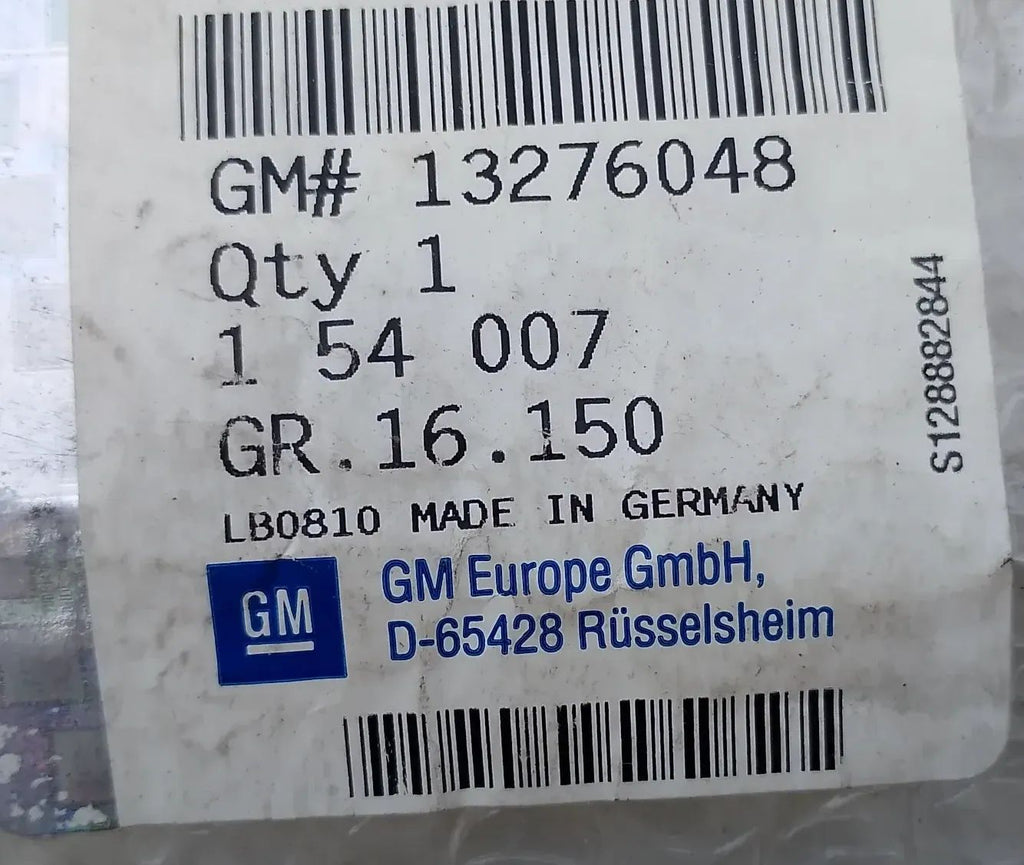 GM# 13276048
Qty 1
1 54 007
GR.16.150
LB0810 MADE IN GERMANY
GM
GM Europe GmbH,
D-65428 Rüsselsheim
S12882844